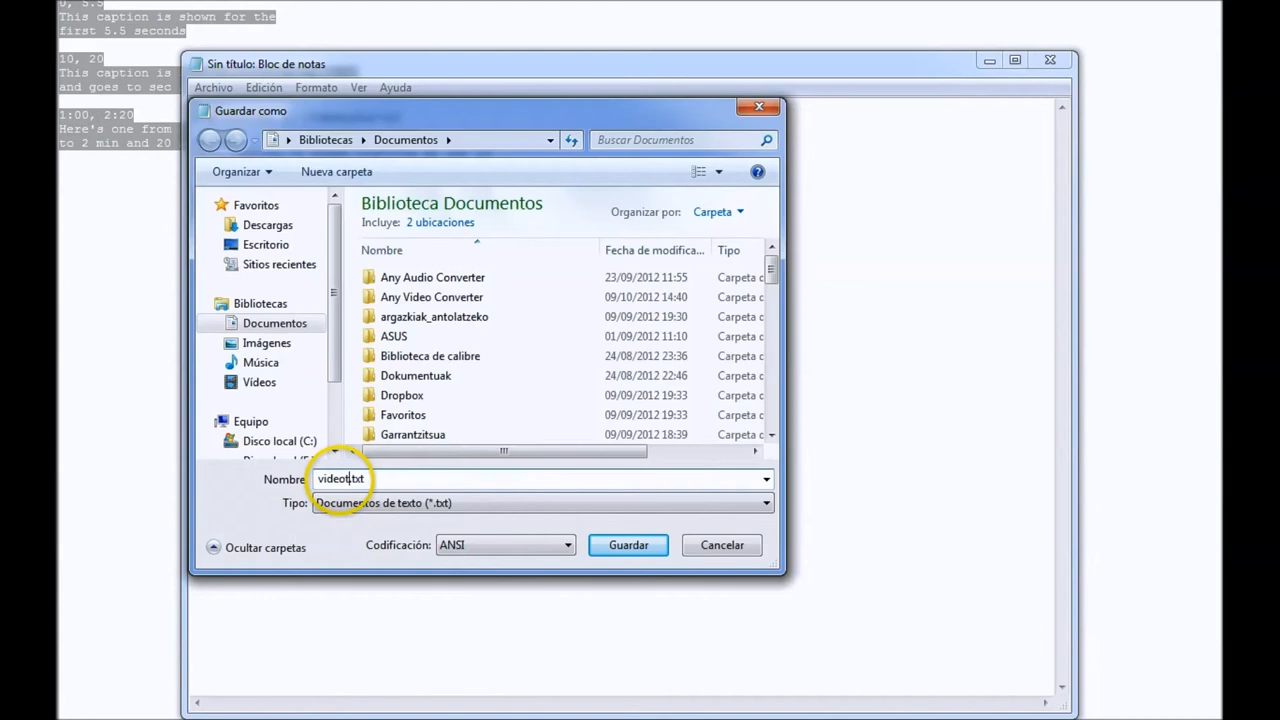 0, 5.5
This caption is shown for the
first 5.5 seconds
10, 20
This caption is
and goes to sec
1:00, 2:20
Here's one from
to 2 min and 20
Sin título: Bloc de notas
Archivo Edición Formato Ver Ayuda
Guardar como
Bibliotecas Documentos
Buscar Documentos
Organizar Nueva carpeta
Favoritos
Descargas
Escritorio
Sitios recientes
Bibliotecas
Documentos
Imágenes
Música
Vídeos
Equipo
Disco local (C:)
Biblioteca Documentos
Incluye: 2 ubicaciones
Organizar por: Carpeta
Nombre Fecha de modifica... Tipo
Any Audio Converter 23/09/2012 11:55 Carpeta d
Any Video Converter 09/10/2012 14:40 Carpeta d
argazkiak_antolatzeko 09/09/2012 19:30 Carpeta d
ASUS 01/09/2012 11:10 Carpeta d
Biblioteca de calibre 24/08/2012 23:36 Carpeta d
Dokumentuak 24/08/2012 22:46 Carpeta d
Dropbox 09/09/2012 19:33 Carpeta d
Favoritos 09/09/2012 19:33 Carpeta d
Garrantzitsua 09/09/2012 18:39 Carpeta d
Nombre videot.txt
Tipo: Documentos de texto (*.txt)
Ocultar carpetas Codificación: ANSI Guardar Cancelar